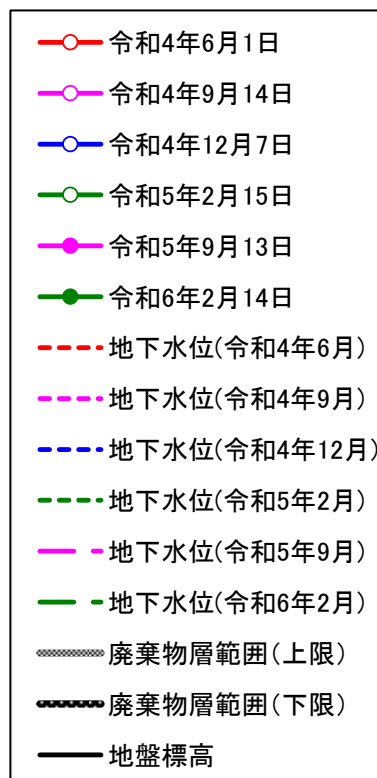 令和4年6月1日
令和4年9月14日
令和4年12月7日
令和5年2月15日
令和5年9月13日
令和6年2月14日
地下水位(令和4年6月)
地下水位(令和4年9月)
地下水位(令和4年12月)
地下水位(令和5年2月)
地下水位(令和5年9月)
地下水位(令和6年2月)
廃棄物層範囲(上限)
廃棄物層範囲(下限)
地盤標高